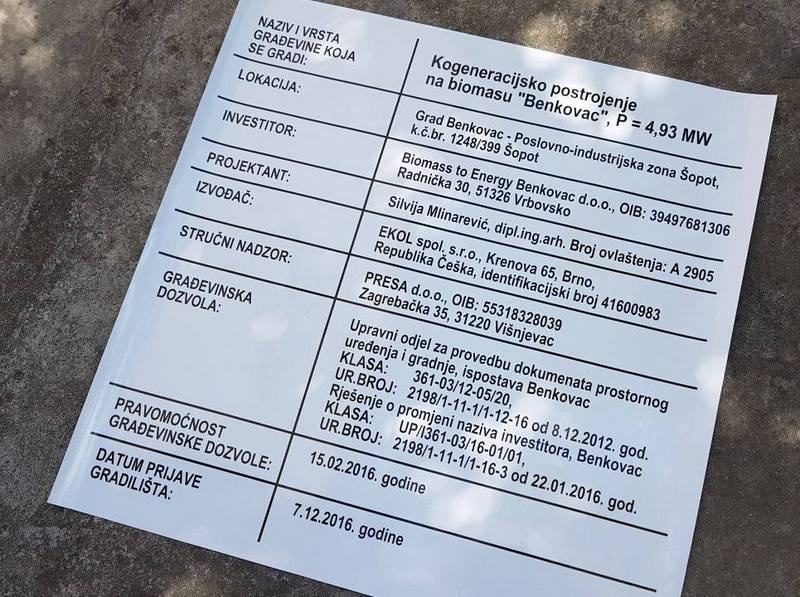 NAZIV I VRSTA
GRAĐEVINE KOJA
SE GRADI:
Kogeneracijsko postrojenje
na biomasu "Benkovac", P = 4,93 MW
LOKACIJA:
Grad Benkovac - Poslovno-industrijska zona Šopot,
k.č.br. 1248/399 Šopot
INVESTITOR:
Biomass to Energy Benkovac d.o.o., OIB: 39497681306
Radnička 30, 51326 Vrbovsko
PROJEKTANT:
Silvija Mlinarević, dipl.ing.arh. Broj ovlaštenja: A 2905
IZVOĐAČ:
EKOL spol. s.r.o., Krenova 65, Brno,
Republika Češka, identifikacijski broj 41600983
STRUČNI NADZOR:
PRESA d.o.o., OIB: 55318328039
Zagrebačka 35, 31220 Višnjevac
GRAĐEVINSKA
DOZVOLA:
Upravni odjel za provedbu dokumenata prostornog
uređenja i gradnje, ispostava Benkovac
KLASA: 361-03/12-05/20,
UR.BROJ: 2198/1-11-1/1-12-16 od 8.12.2012. god.
Rješenje o promjeni naziva investitora, Benkovac
KLASA: UP/I361-03/16-01/01,
UR.BROJ: 2198/1-11-1/1-16-3 od 22.01.2016. god.
PRAVOMOĆNOST
GRAĐEVINSKE DOZVOLE:
15.02.2016. godine
DATUM PRIJAVE
GRADILIŠTA:
7.12.2016. godine